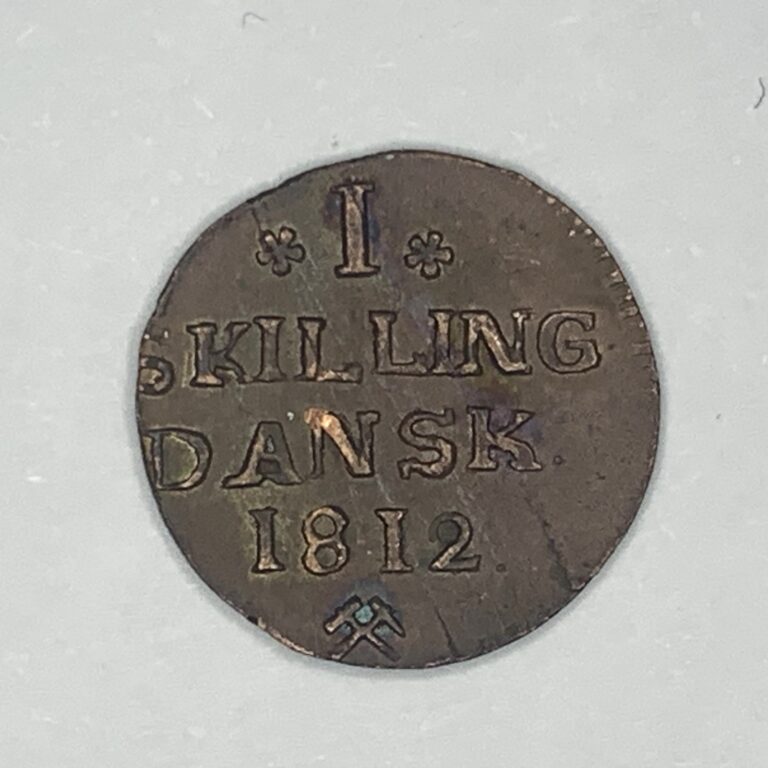 * I *
SKILLING
DANSK.
1812.